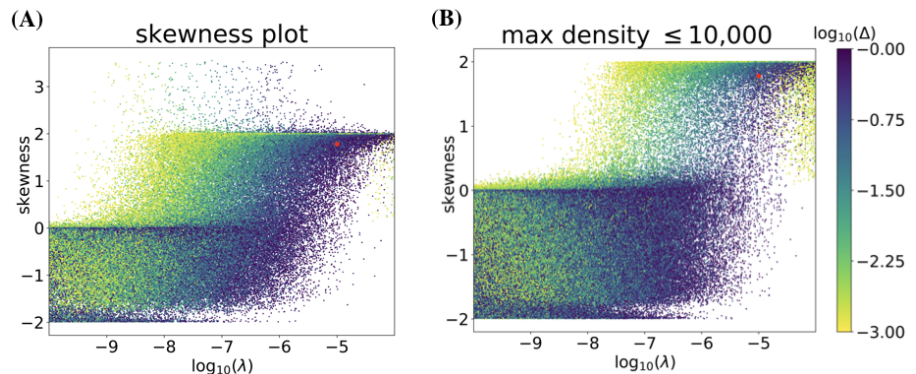 (A)
skewness plot
skewness
3
2
1
0
−1
−2
−9
−8
−7
−6
−5
log₁₀(λ)
(B)
max density ≤ 10,000
skewness
2
1
0
−1
−2
−9
−8
−7
−6
−5
log₁₀(λ)
log₁₀(Δ)
−0.00
−0.75
−1.50
−2.25
−3.00